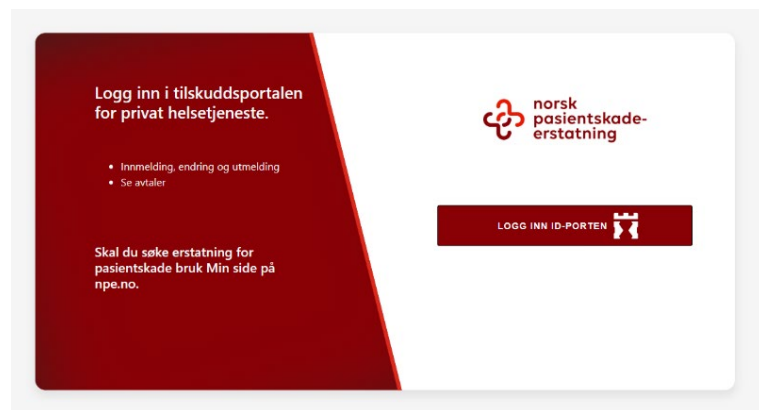 Logg inn i tilskuddsportalen
for privat helsetjeneste.
• Innmelding, endring og utmelding
• Se avtaler
Skal du søke erstatning for
pasientskade bruk Min side på
npe.no.
norsk
pasientskade-
erstatning
LOGG INN ID-PORTEN